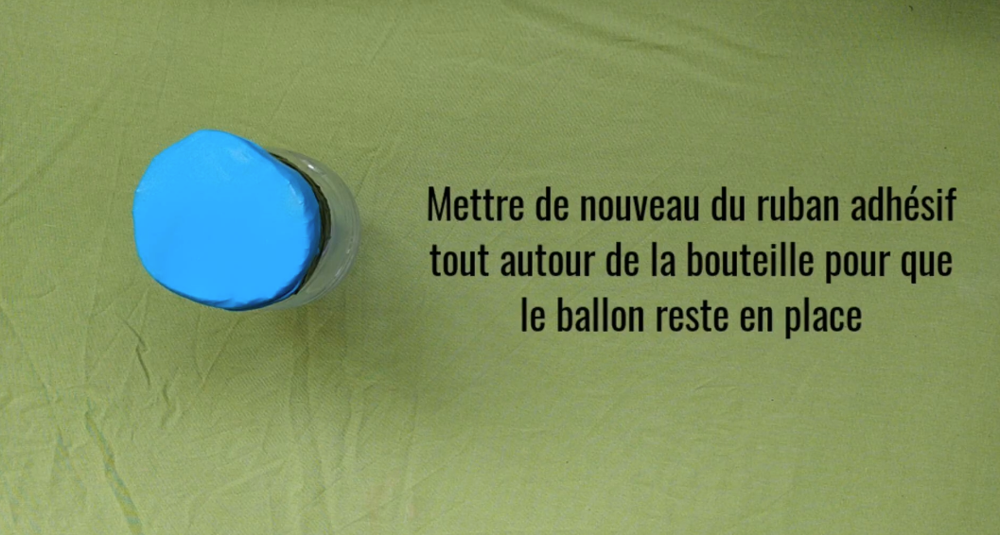 Mettre de nouveau du ruban adhésif
tout autour de la bouteille pour que
le ballon reste en place